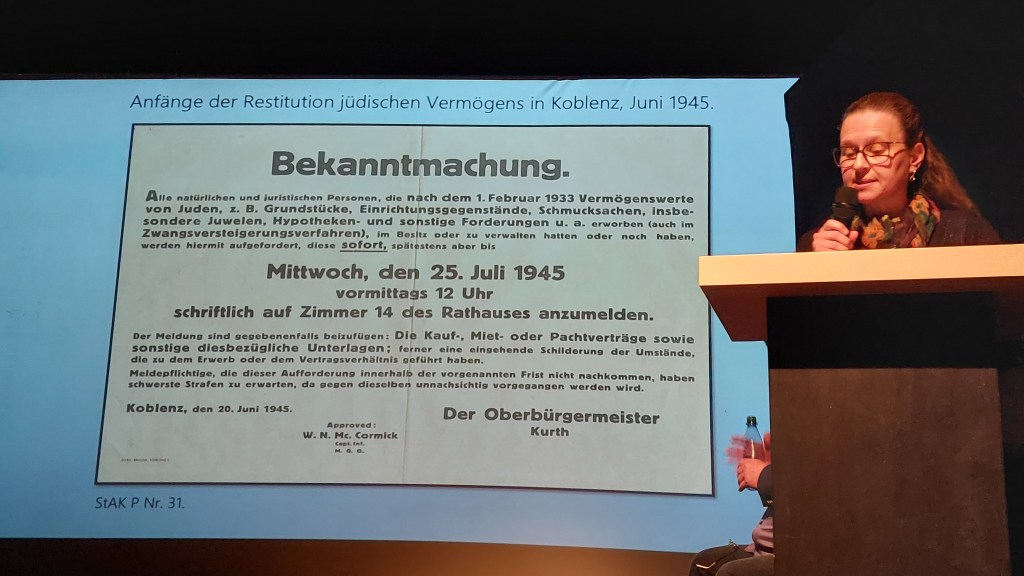 Anfänge der Restitution jüdischen Vermögens in Koblenz, Juni 1945.
Bekanntmachung.
Alle natürlichen und juristischen Personen, die nach dem 1. Februar 1933 Vermögenswerte
von Juden, z. B. Grundstücke, Einrichtungsgegenstände, Schmucksachen, insbe-
sondere Juwelen, Hypotheken- und sonstige Forderungen u. a. erworben (auch im
Zwangsversteigerungsverfahren), im Besitz oder zu verwalten hatten oder noch haben,
werden hiermit aufgefordert, diese sofort, spätestens aber bis
Mittwoch, den 25. Juli 1945
vormittags 12 Uhr
schriftlich auf Zimmer 14 des Rathauses anzumelden.
Der Meldung sind gegebenenfalls beizufügen: Die Kauf-, Miet- oder Pachtverträge sowie
sonstige diesbezügliche Unterlagen; ferner eine eingehende Schilderung der Umstände,
die zu dem Erwerb oder dem Vertragsverhältnis geführt haben.
Meldepflichtige, die dieser Aufforderung innerhalb der vorgenannten Frist nicht nachkommen, haben
schwerste Strafen zu erwarten, da gegen dieselben unnachsichtig vorgegangen werden wird.
Koblenz, den 20. Juni 1945.
Der Oberbürgermeister
Kurth
Approved:
W. N. Mc. Cormick
Capt. Inf.
M. G. O.
StAK P Nr. 31.